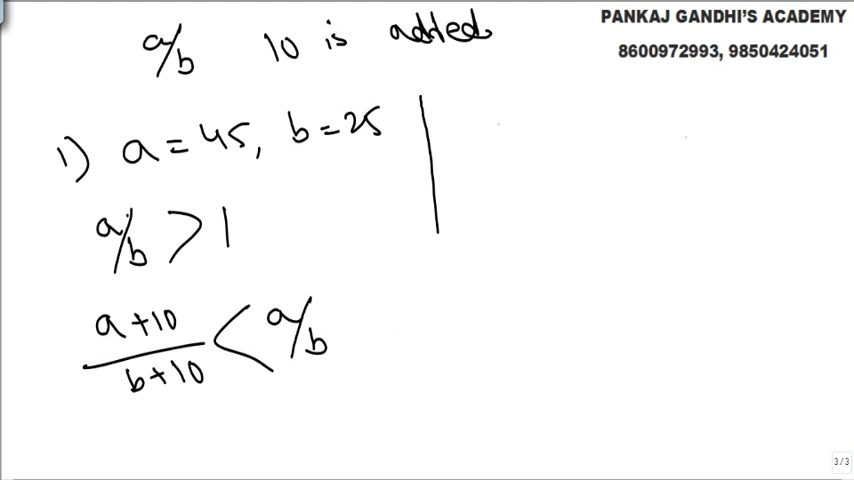 PANKAJ GANDHI'S ACADEMY
8600972993, 9850424051
a/b 10 is added
1) a = 45, b = 25
a/b > 1
a+10
b+10 < a/b
3/3